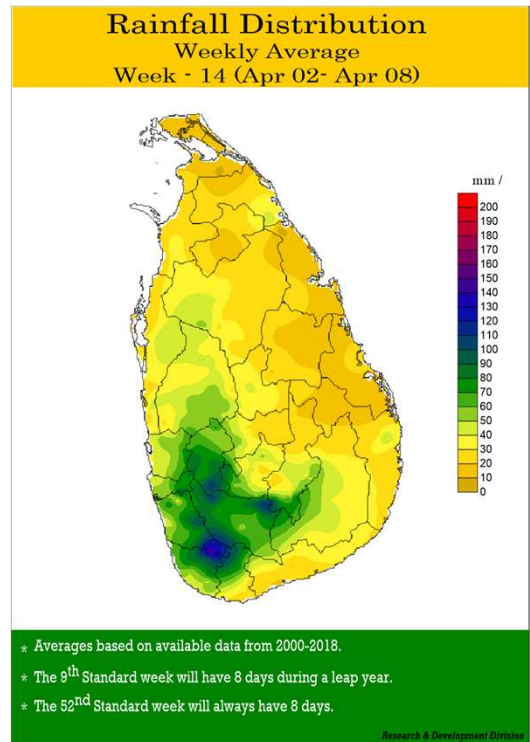 Rainfall Distribution
Weekly Average
Week - 14 (Apr 02- Apr 08)
mm /
200
190
180
170
160
150
140
130
120
110
100
90
80
70
60
50
40
30
20
10
0
* Averages based on available data from 2000-2018.
* The 9th Standard week will have 8 days during a leap year.
* The 52nd Standard week will always have 8 days.
Research & Development Division